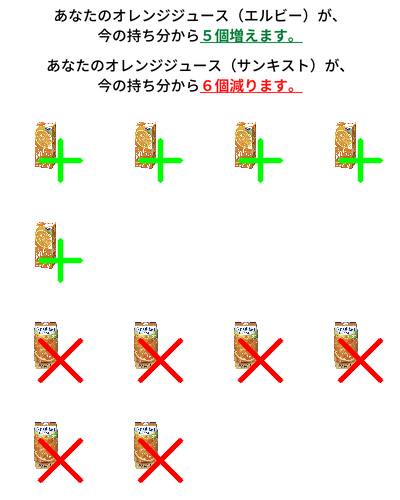 あなたのオレンジジュース（エルビー）が、
今の持ち分から５個増えます。
あなたのオレンジジュース（サンキスト）が、
今の持ち分から６個減ります。